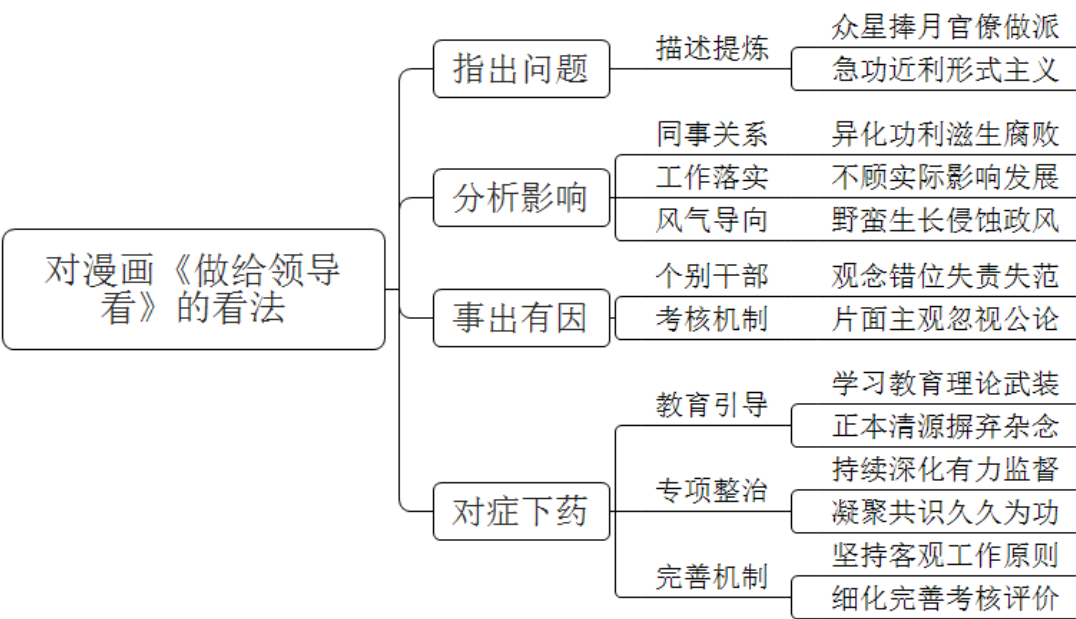 对漫画《做给领导
看》的看法
指出问题
描述提炼
众星捧月官僚做派
急功近利形式主义
分析影响
同事关系
异化功利滋生腐败
工作落实
不顾实际影响发展
风气导向
野蛮生长侵蚀政风
事出有因
个别干部
观念错位失责失范
考核机制
片面主观忽视公论
对症下药
教育引导
学习教育理论武装
正本清源摒弃杂念
专项整治
持续深化有力监督
凝聚共识久久为功
完善机制
坚持客观工作原则
细化完善考核评价